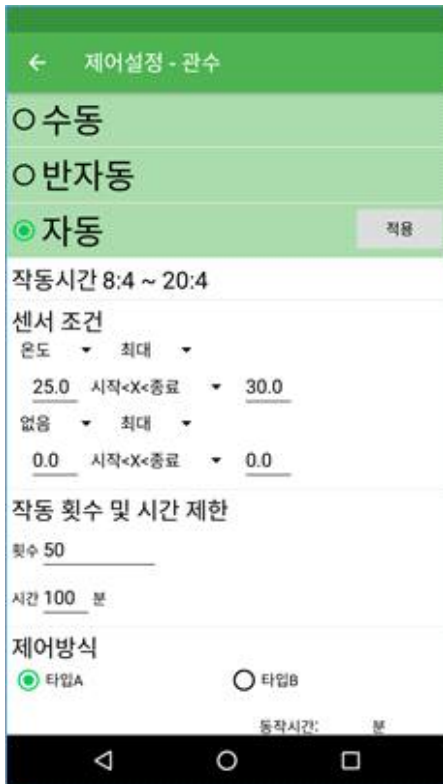 제어설정 - 관수
수동
반자동
자동 적용
작동시간 8:4 ~ 20:4
센서 조건
온도 최대
25.0 시작<X<종료 30.0
없음 최대
0.0 시작<X<종료 0.0
작동 횟수 및 시간 제한
횟수 50
시간 100 분
제어방식
타입A 타입B
동작시간: 분